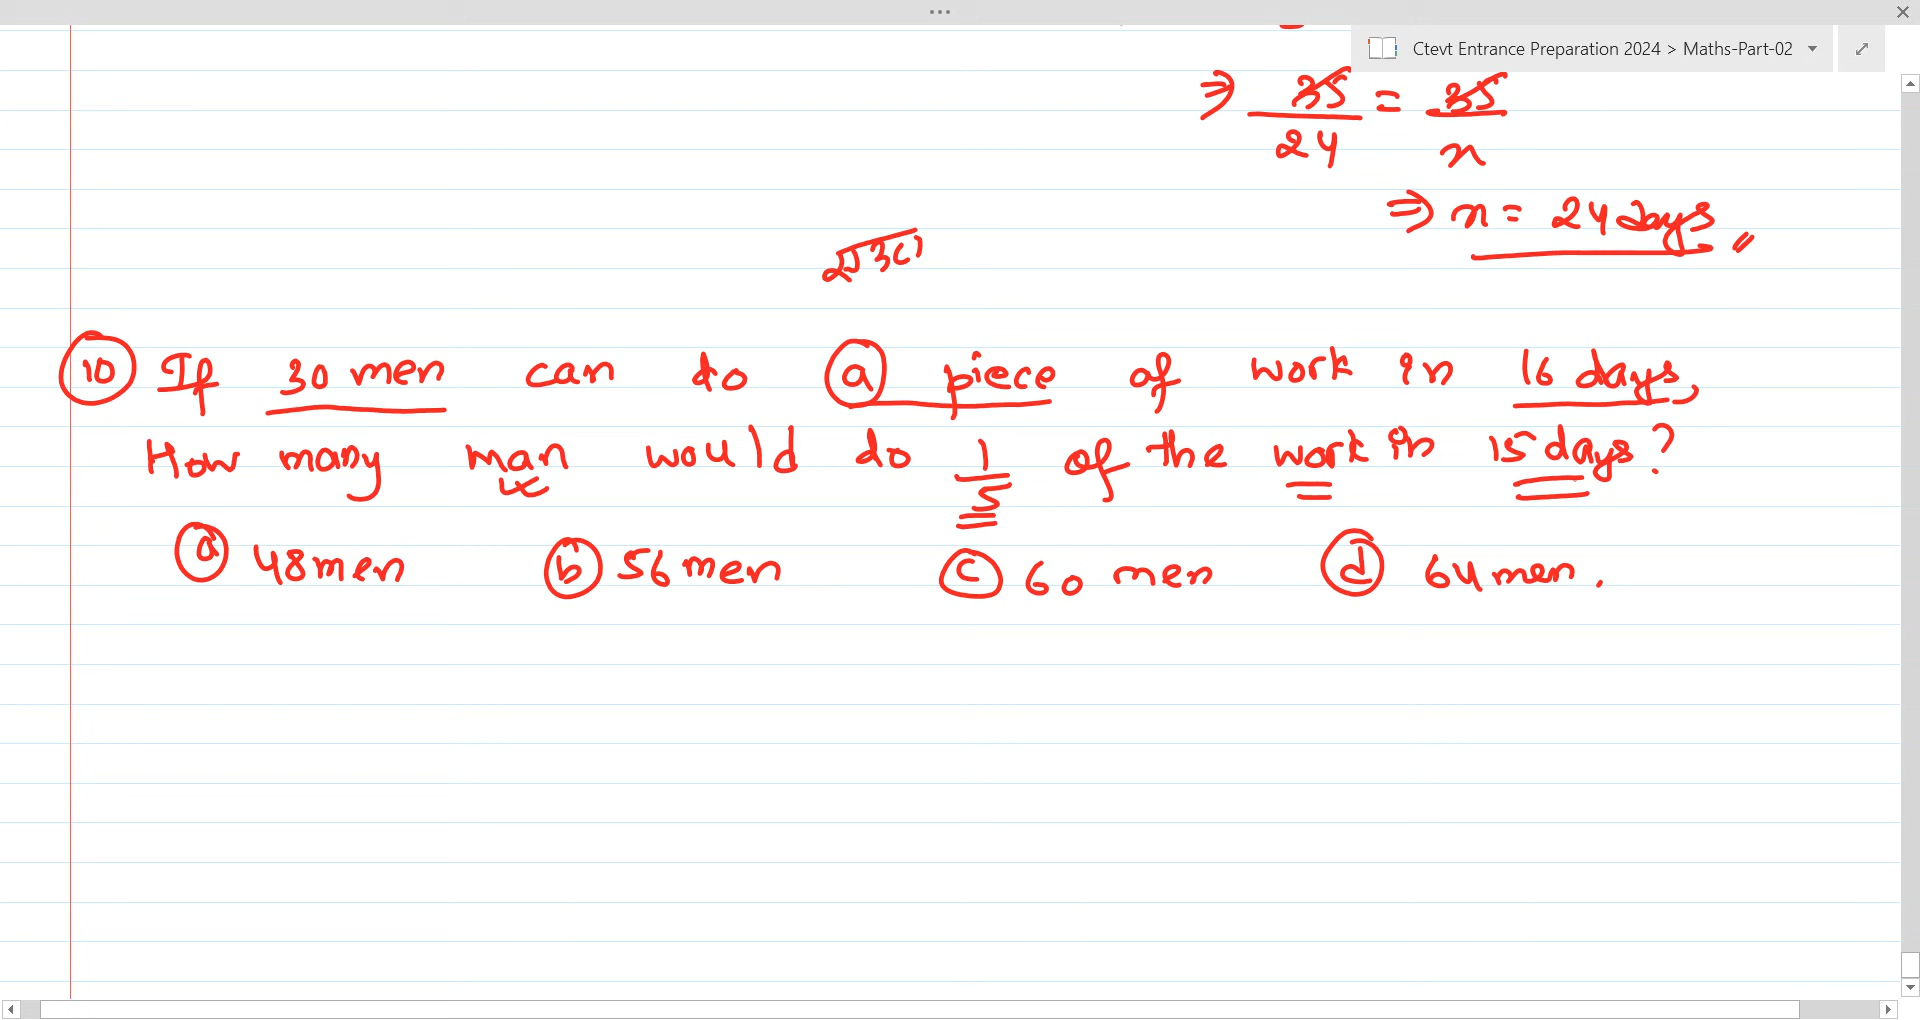 Ctevt Entrance Preparation 2024 > Maths-Part-02
⇒ 35/24 = 35/n
⇒ n = 24 days
10 If 30 men can do a piece of work in 16 days,
How many man would do 1/5 of the work in 15 days?
a 48 men b 56 men c 60 men d 64 men.